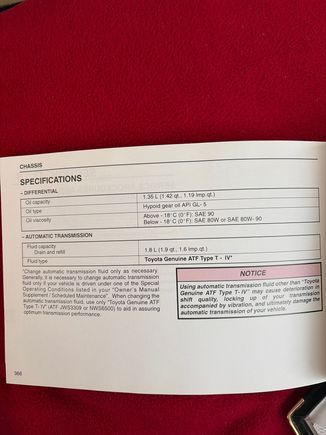 CHASSIS
SPECIFICATIONS
– DIFFERENTIAL
Oil capacity 1.35 L (1.42 qt., 1.19 Imp.qt.)
Oil type Hypoid gear oil API GL- 5
Oil viscosity Above - 18°C (0°F): SAE 90
Below - 18°C (0°F): SAE 80W or SAE 80W- 90
– AUTOMATIC TRANSMISSION
Fluid capacity
Drain and refill 1.8 L (1.9 qt., 1.6 Imp.qt.)
Fluid type Toyota Genuine ATF Type T - IV*
*Change automatic transmission fluid only as necessary.
Generally, it is necessary to change automatic transmission
fluid only if your vehicle is driven under one of the Special
Operating Conditions listed in your "Owner's Manual
Supplement / Scheduled Maintenance". When changing the
automatic transmission fluid, use only "Toyota Genuine ATF
Type T- IV" (ATF JWS3309 or NWS6500) to aid in assuring
optimum transmission performance.
NOTICE
Using automatic transmission fluid other than "Toyota
Genuine ATF Type T- IV" may cause deterioration in
shift quality, locking up of your transmission
accompanied by vibration, and ultimately damage the
automatic transmission of your vehicle.
366